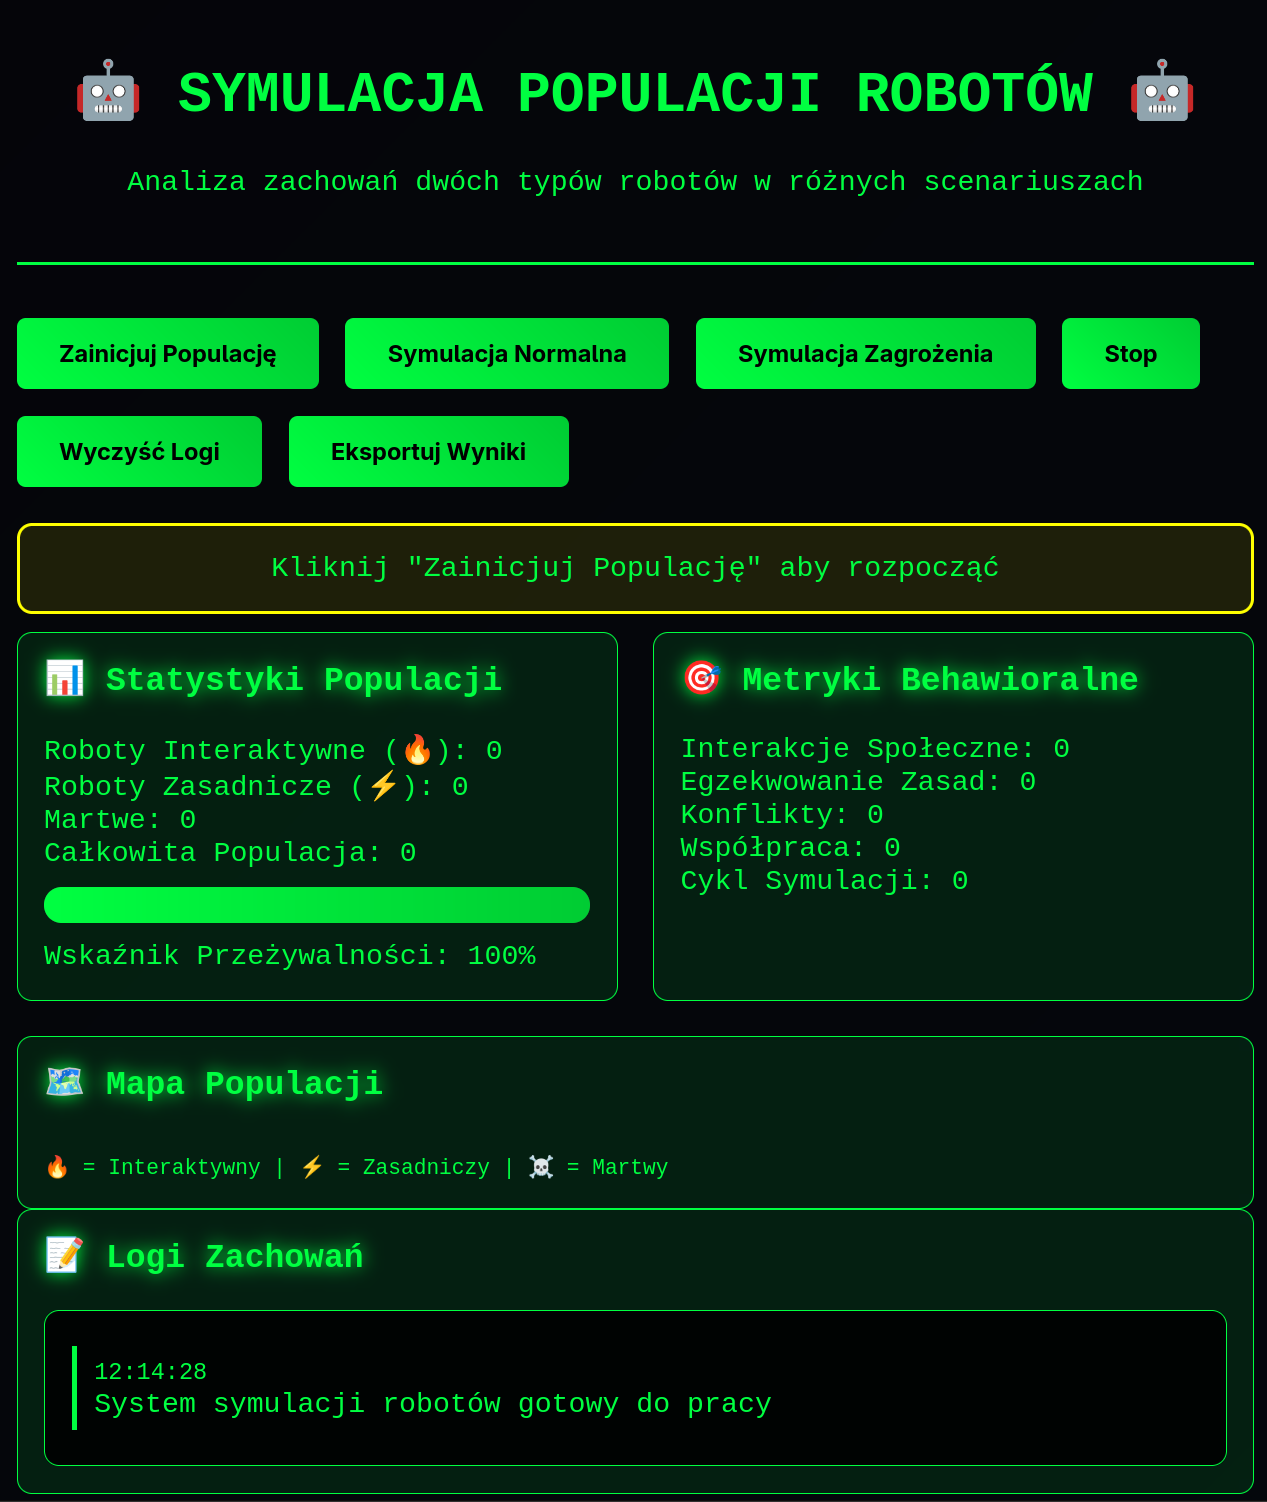 🤖 SYMULACJA POPULACJI ROBOTÓW 🤖
Analiza zachowań dwóch typów robotów w różnych scenariuszach
Zainicjuj Populację
Symulacja Normalna
Symulacja Zagrożenia
Stop
Wyczyść Logi
Eksportuj Wyniki
Kliknij "Zainicjuj Populację" aby rozpocząć
📊 Statystyki Populacji
Roboty Interaktywne (🔥): 0
Roboty Zasadnicze (⚡): 0
Martwe: 0
Całkowita Populacja: 0
Wskaźnik Przeżywalności: 100%
🎯 Metryki Behawioralne
Interakcje Społeczne: 0
Egzekwowanie Zasad: 0
Konflikty: 0
Współpraca: 0
Cykl Symulacji: 0
🗺️ Mapa Populacji
🔥 = Interaktywny | ⚡ = Zasadniczy | ☠️ = Martwy
📝 Logi Zachowań
12:14:28
System symulacji robotów gotowy do pracy